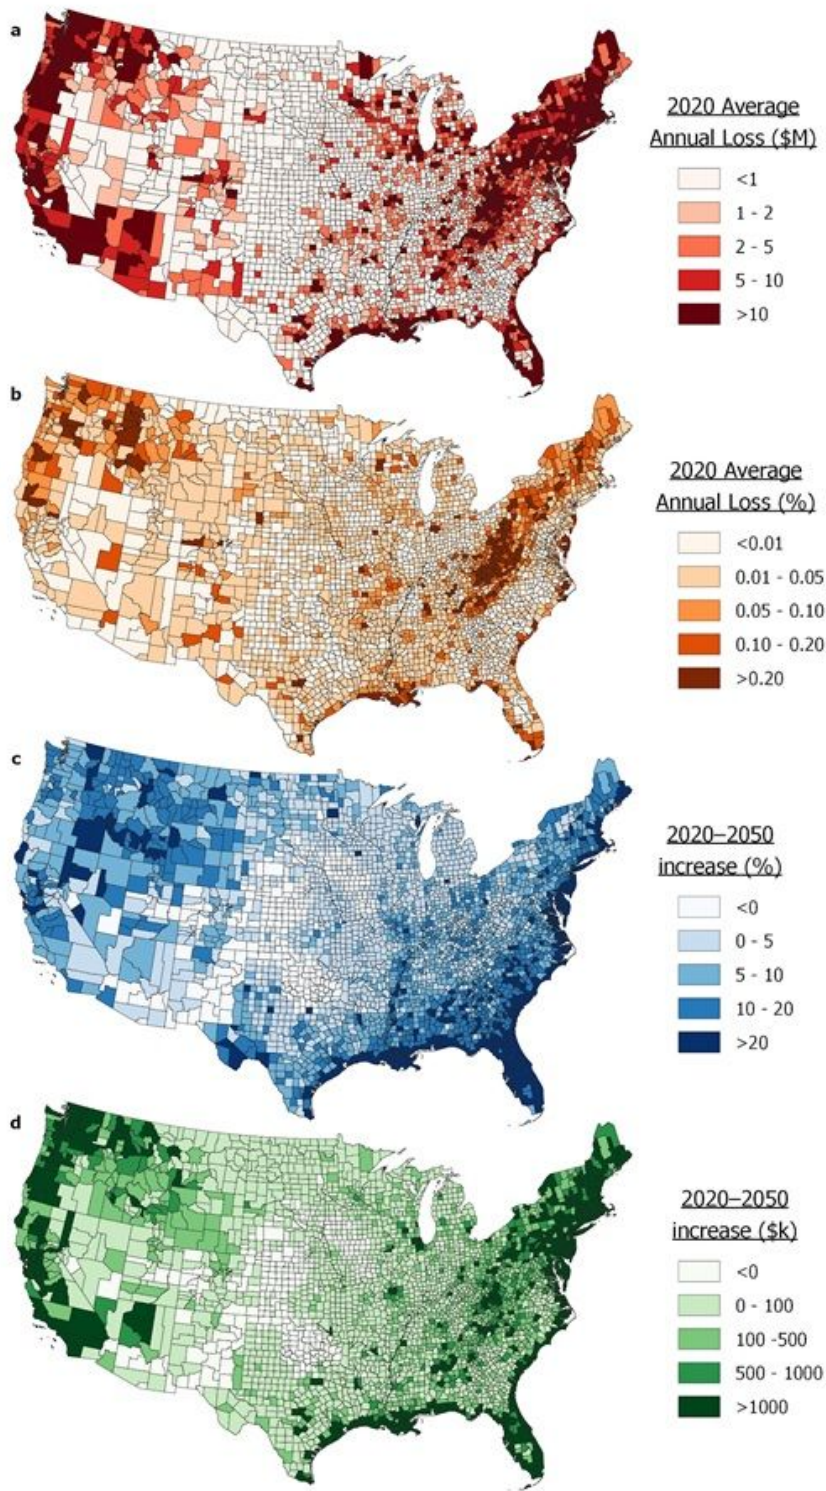 a
2020 Average
Annual Loss ($M)
<1
1 - 2
2 - 5
5 - 10
>10
b
2020 Average
Annual Loss (%)
<0.01
0.01 - 0.05
0.05 - 0.10
0.10 - 0.20
>0.20
c
2020–2050
increase (%)
<0
0 - 5
5 - 10
10 - 20
>20
d
2020–2050
increase ($k)
<0
0 - 100
100 -500
500 - 1000
>1000